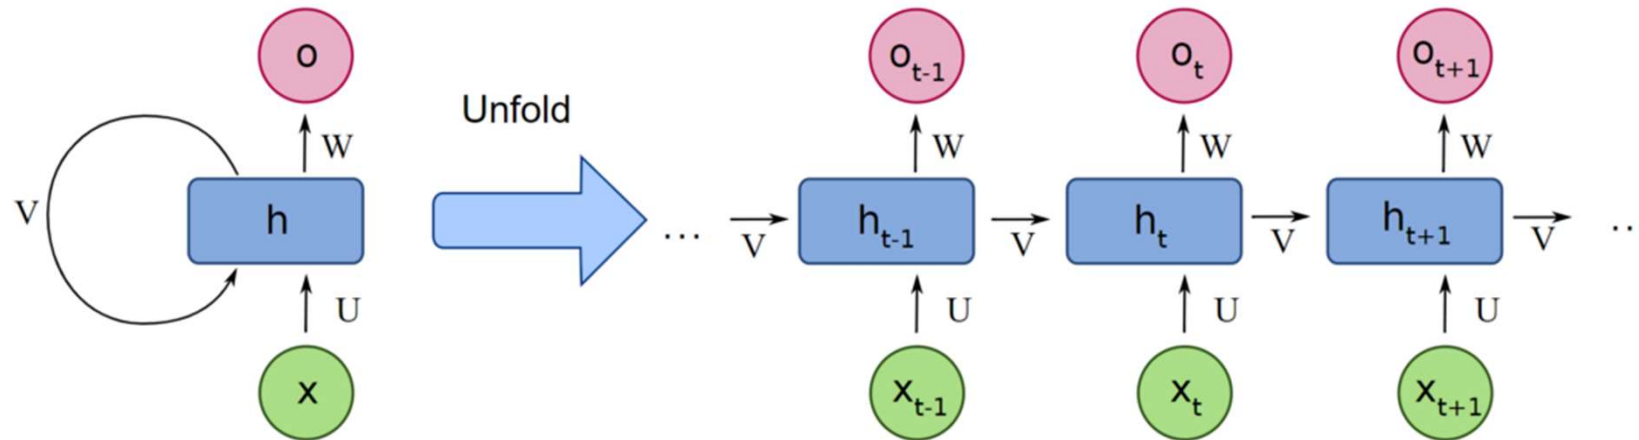 o
W
V
h
U
x
Unfold
...
V
o_{t-1}
W
h_{t-1}
U
x_{t-1}
V
o_t
W
h_t
U
x_t
V
o_{t+1}
W
h_{t+1}
U
x_{t+1}
V
..